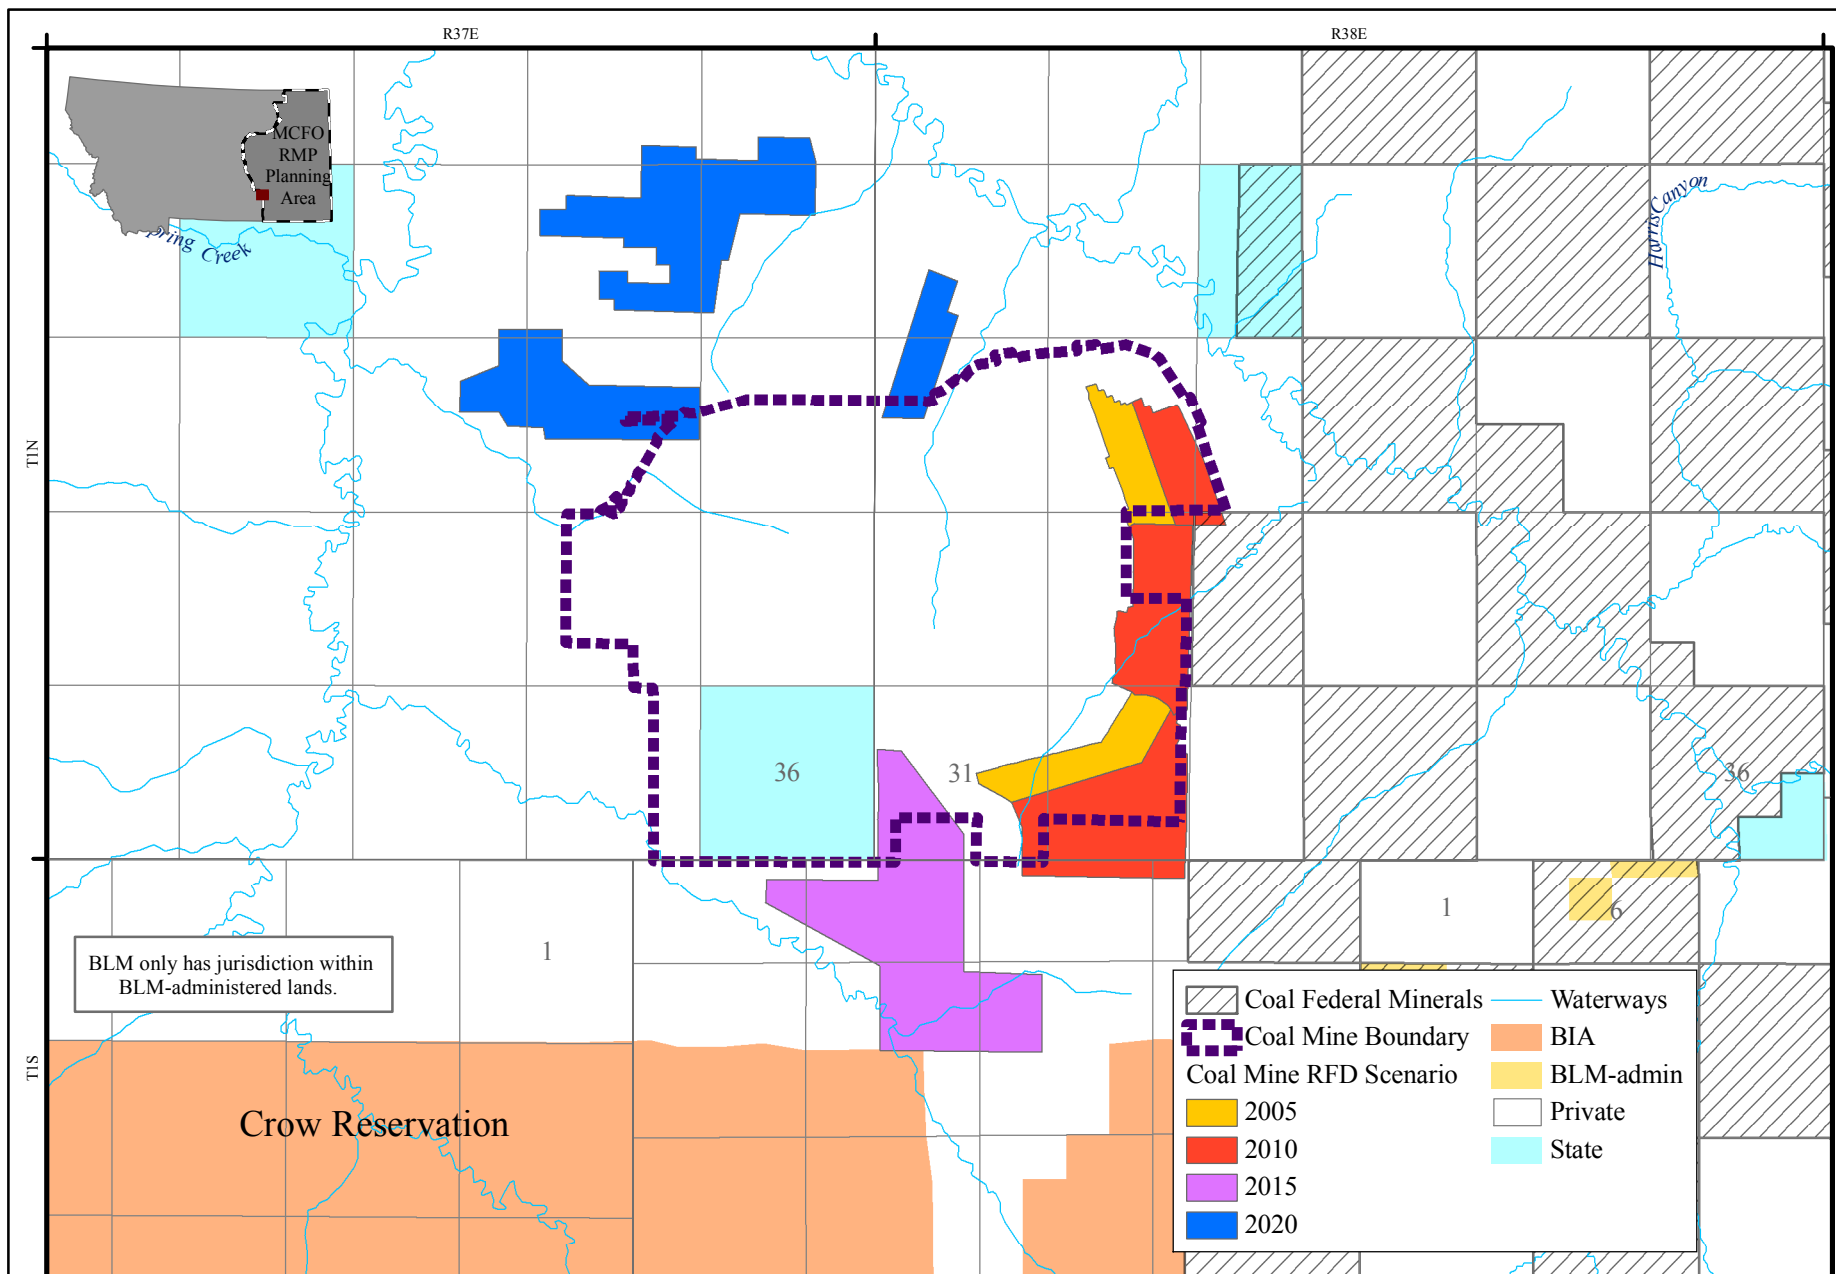 R37E
R38E
MCFO
RMP
Planning
Area
pring Creek
Harris Canyon
T1N
36
31
36
1
1
6
BLM only has jurisdiction within
BLM-administered lands.
T1S
Crow Reservation
Coal Federal Minerals
Coal Mine Boundary
Coal Mine RFD Scenario
2005
2010
2015
2020
Waterways
BIA
BLM-admin
Private
State